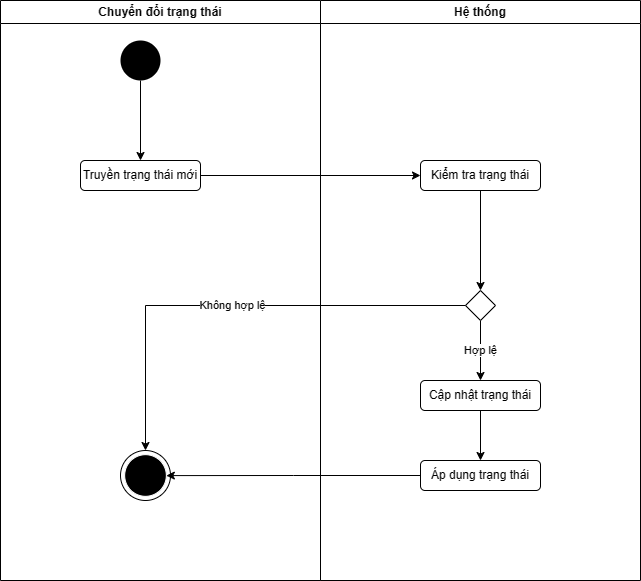 Chuyển đổi trạng thái
Hệ thống
Truyền trạng thái mới
Kiểm tra trạng thái
Không hợp lệ
Hợp lệ
Cập nhật trạng thái
Áp dụng trạng thái